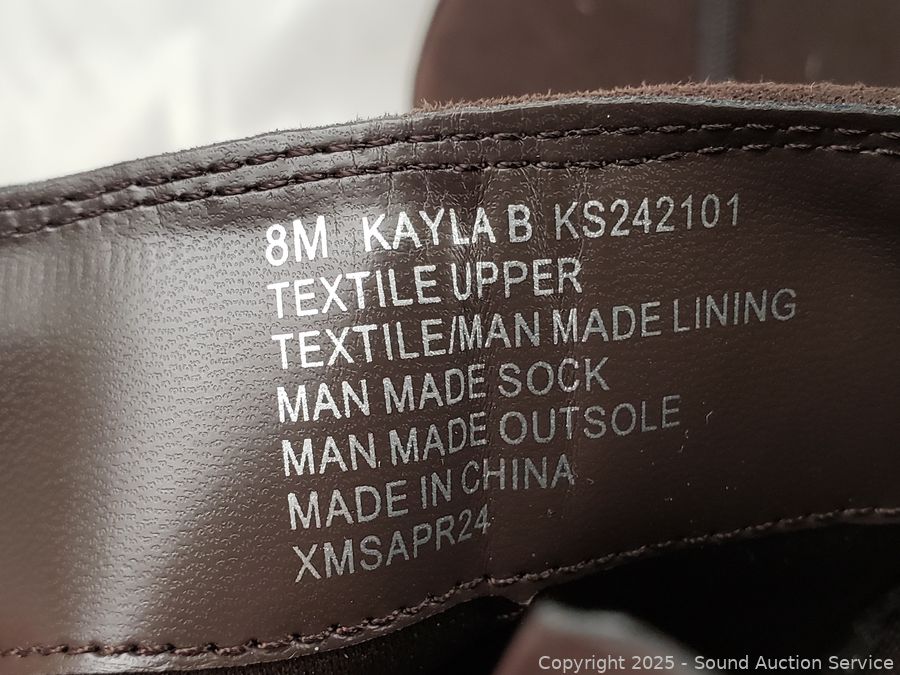 8M KAYLA B KS242101
TEXTILE UPPER
TEXTILE/MAN MADE LINING
MAN MADE SOCK
MAN MADE OUTSOLE
MADE IN CHINA
XMSAPR24
Copyright 2025 - Sound Auction Service